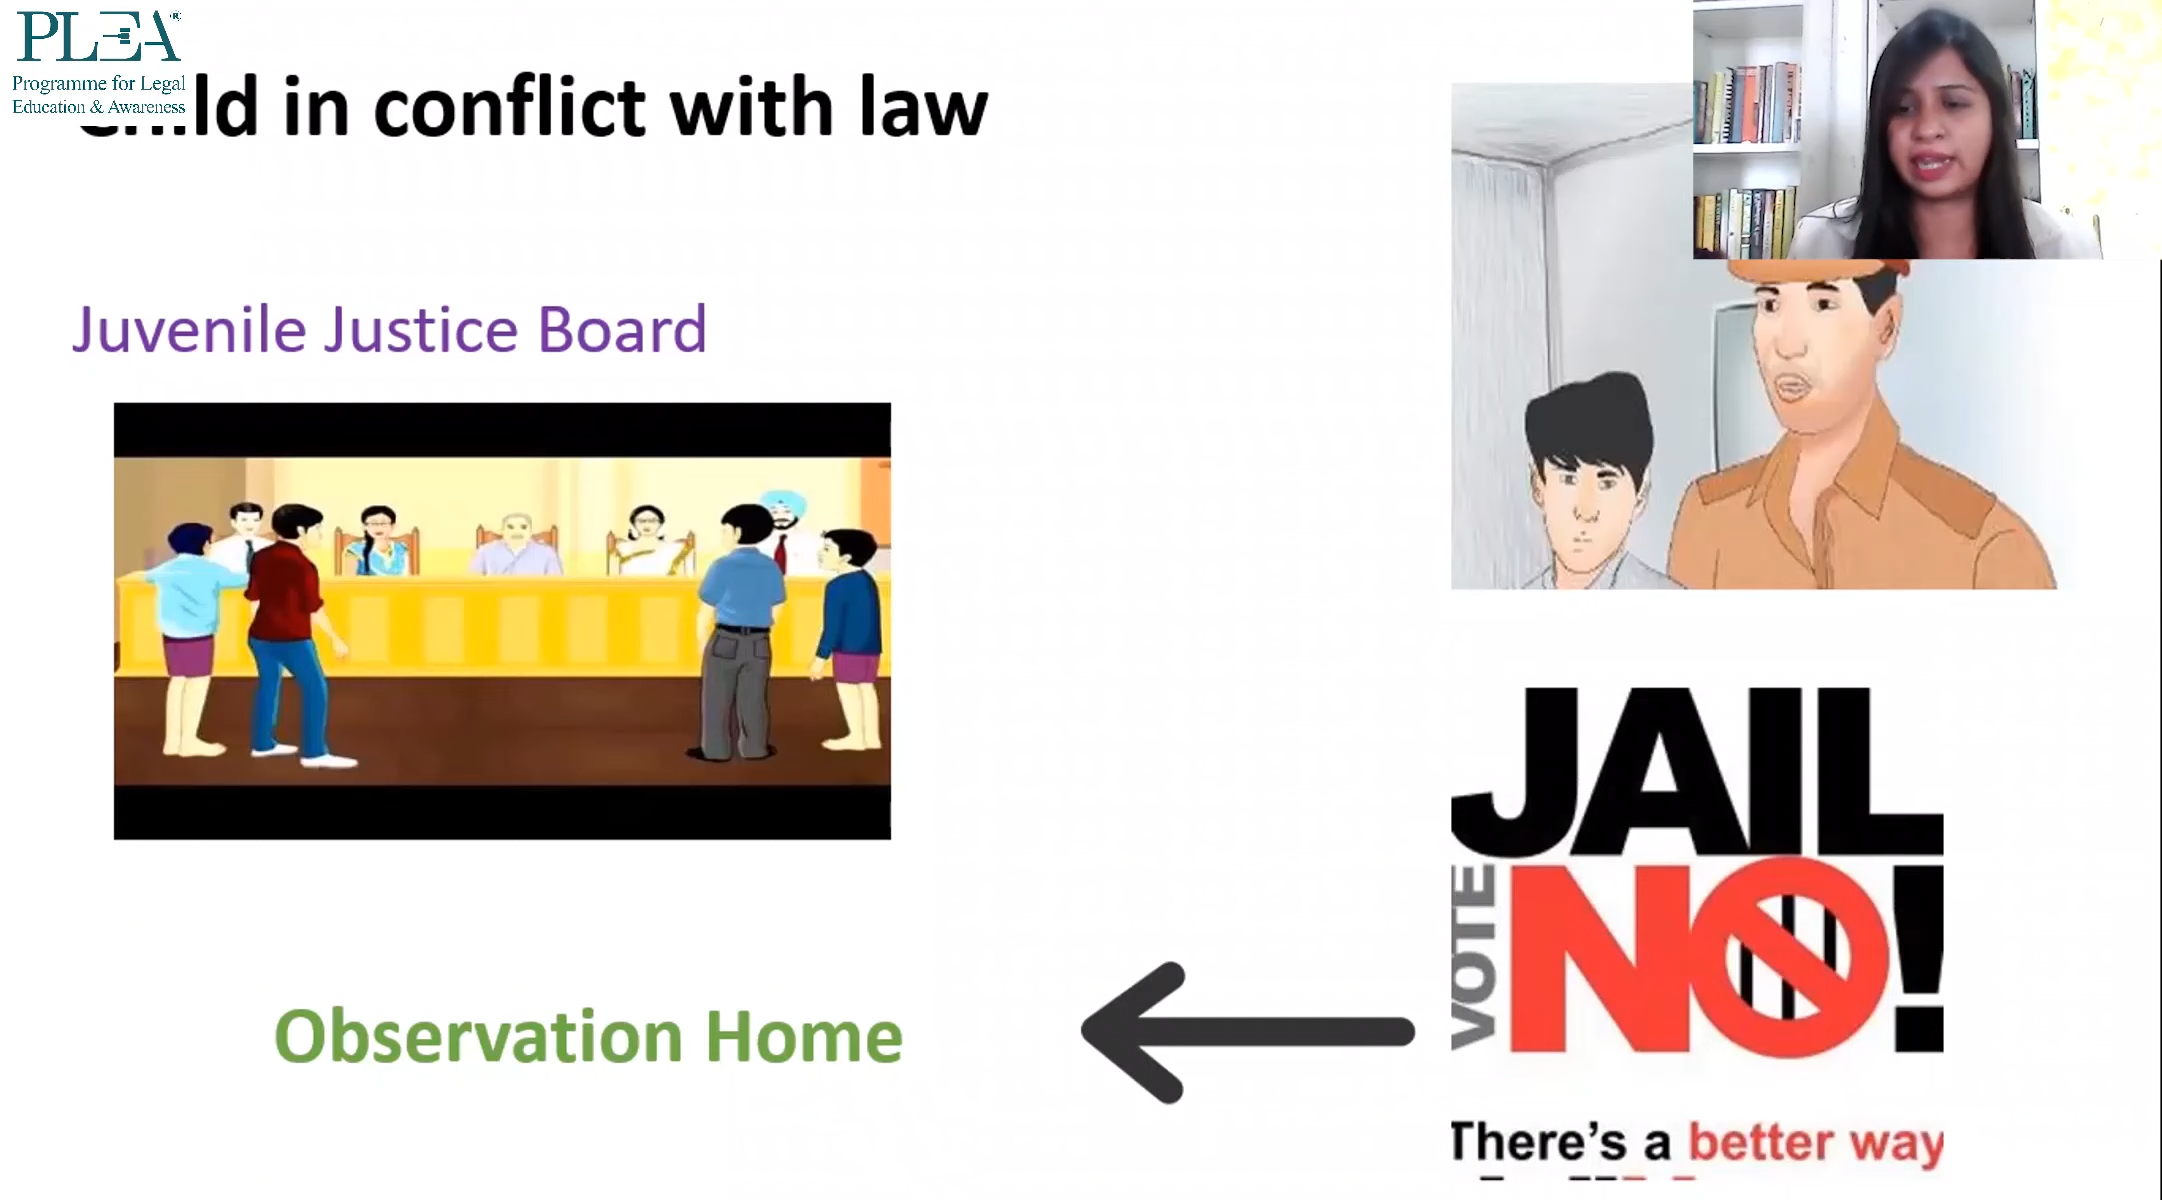 PLEA®
Programme for Legal
Education & Awareness
Child in conflict with law
Juvenile Justice Board
JAIL
VOTE
NO!
Observation Home
There's a better way